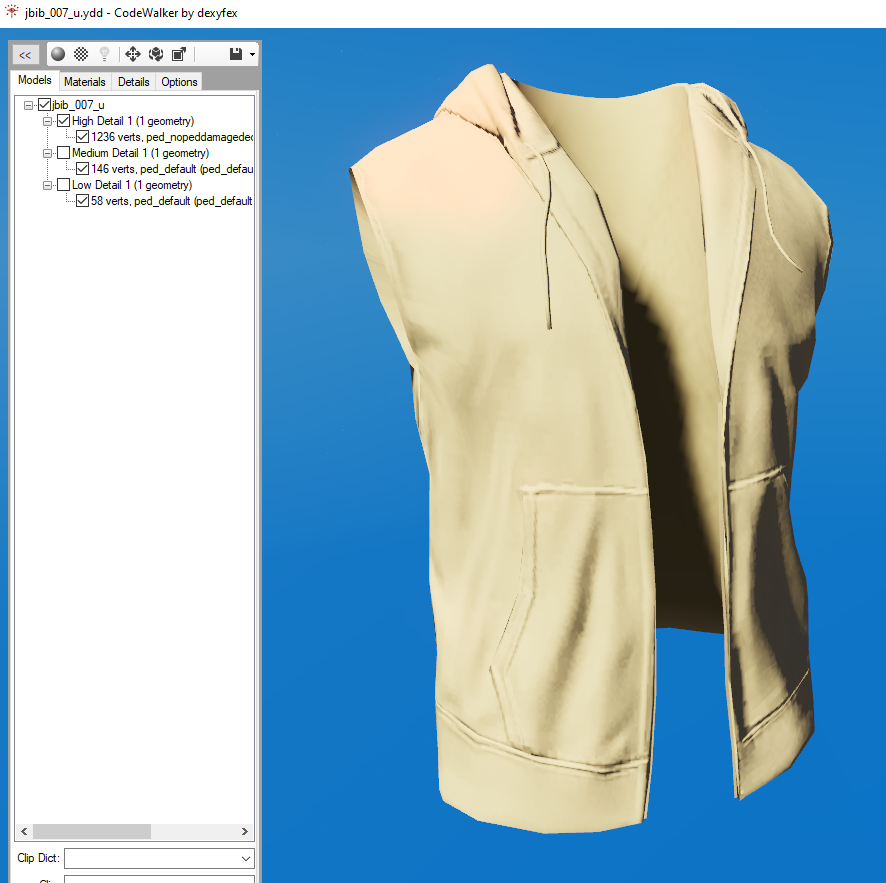 jbib_007_u.ydd - CodeWalker by dexyfex
<<
Models Materials Details Options
jbib_007_u
High Detail 1 (1 geometry)
1236 verts, ped_nopeddamagedec
Medium Detail 1 (1 geometry)
146 verts, ped_default (ped_defau
Low Detail 1 (1 geometry)
58 verts, ped_default (ped_default
Clip Dict: